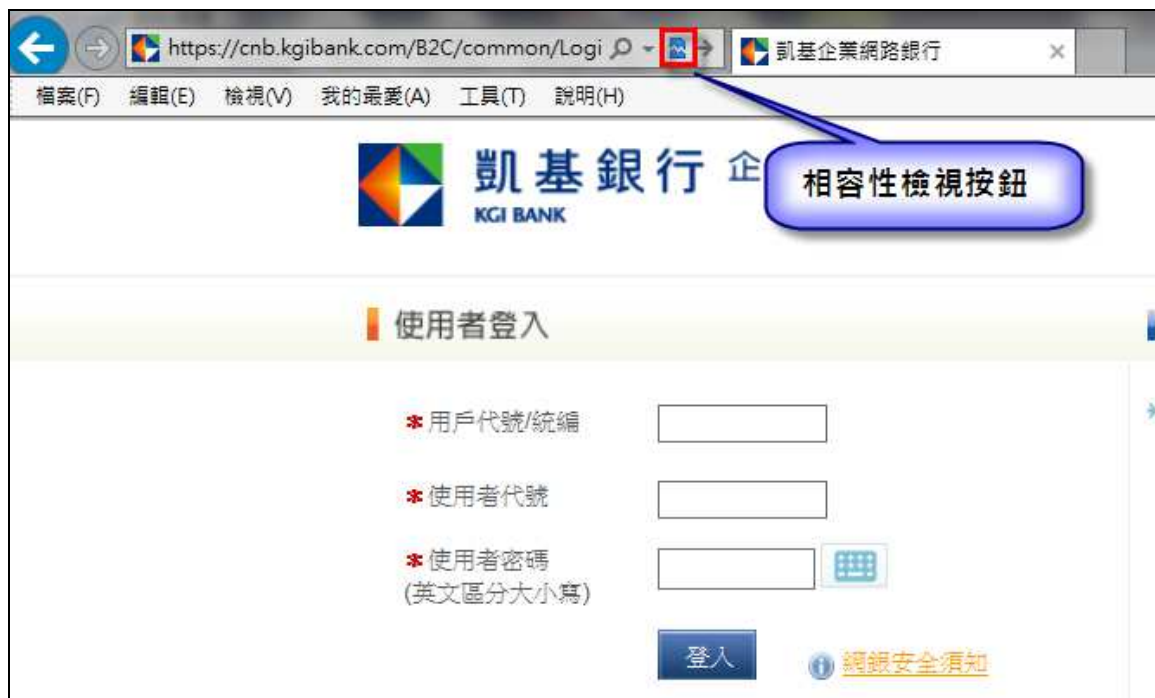 https://cnb.kgibank.com/B2C/common/Logi
凱基企業網路銀行
檔案(F) 編輯(E) 檢視(V) 我的最愛(A) 工具(T) 說明(H)
凱基銀行 企
KGI BANK
相容性檢視按鈕
使用者登入
*用戶代號/統編
*使用者代號
*使用者密碼
(英文區分大小寫)
登入
網銀安全須知